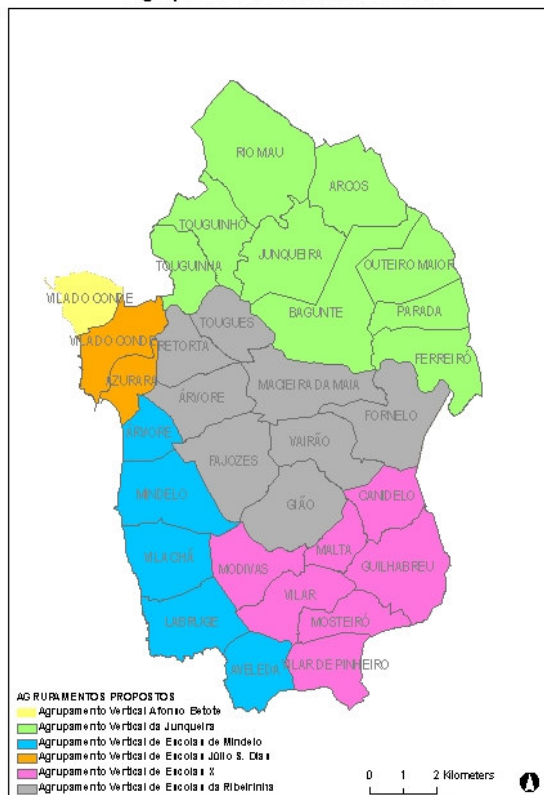 RIO MAU
ARCOS
TOUGUINHÓ
JUNQUEIRA
TOUGUINHA
OUTEIRO MAIOR
VILA DO CONDE
BAGUNTE
PARADA
TOUGUES
VILA DO CONDE
RETORTA
FERREIRÓ
AZURARA
MACIEIRA DA MAIA
ÁRVORE
FORNELO
ÁRVORE
VAIRÃO
FAJOZES
MINDELO
CANIDELO
GIÃO
VILA CHÃ
MALTA
MODIVAS
GUILHABREU
VILAR
LABRUGE
MOSTEIRÓ
AVELEDA
VILAR DE PINHEIRO
AGRUPAMENTOS PROPOSTOS
Agrupamento Vertical Afonso Betote
Agrupamento Vertical da Junqueira
Agrupamento Vertical de Escolas de Mindelo
Agrupamento Vertical de Escolas Júlio S. Dias
Agrupamento Vertical de Escolas X
Agrupamento Vertical de Escolas da Ribeirinha
0 1 2 Kilometers